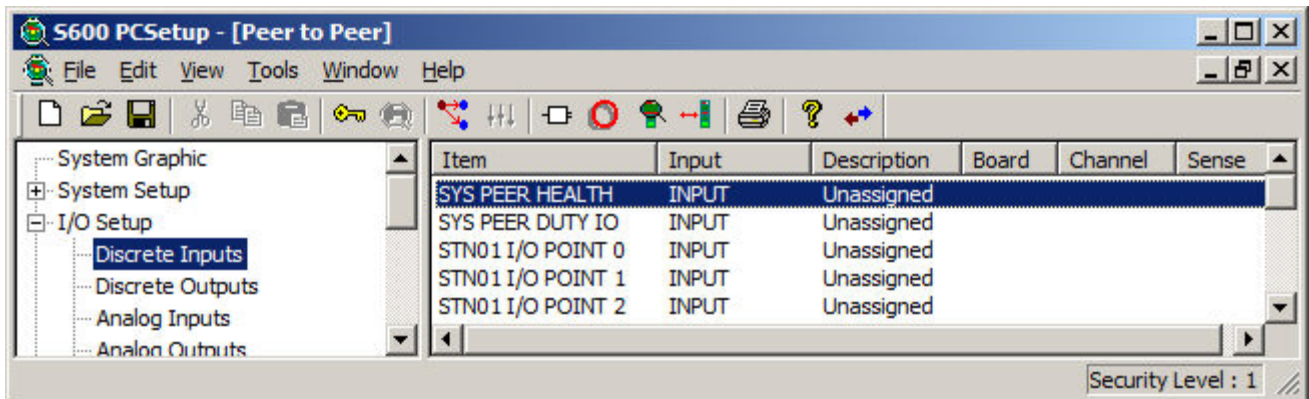 S600 PCSetup - [Peer to Peer]
File Edit View Tools Window Help
System Graphic
System Setup
I/O Setup
Discrete Inputs
Discrete Outputs
Analog Inputs
Analog Outputs
Item Input Description Board Channel Sense
SYS PEER HEALTH INPUT Unassigned
SYS PEER DUTY IO INPUT Unassigned
STN01 I/O POINT 0 INPUT Unassigned
STN01 I/O POINT 1 INPUT Unassigned
STN01 I/O POINT 2 INPUT Unassigned
Security Level : 1